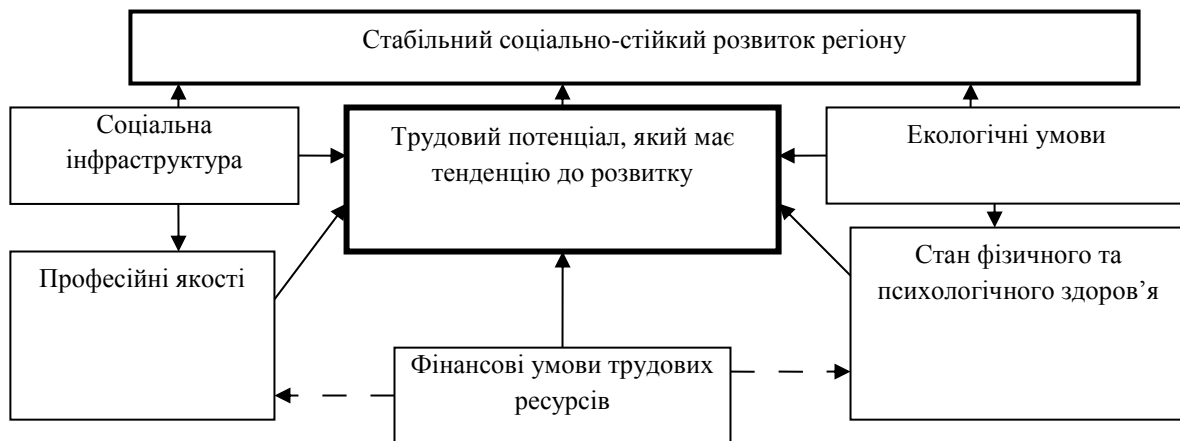 Стабільний соціально-стійкий розвиток регіону
Соціальна
інфраструктура
Трудовий потенціал, який має
тенденцію до розвитку
Екологічні умови
Професійні якості
Стан фізичного та
психологічного здоров’я
Фінансові умови трудових
ресурсів